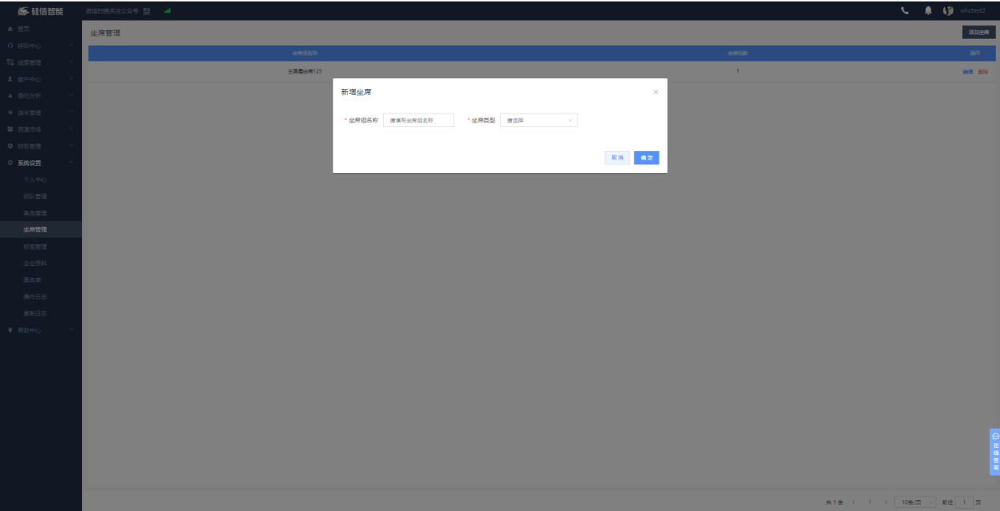 硅信智能
微信扫描关注公众号
whctest2
首页
呼叫中心
线索管理
客户中心
量化分析
话术管理
资源市场
财务管理
系统设置
个人中心
团队管理
角色管理
坐席管理
标签管理
企业资料
黑名单
操作日志
更新日志
帮助中心
坐席管理
添加坐席
坐席组名称
坐席组数
操作
坐席123
1
编辑 删除
新增坐席
* 坐席组名称
请填写坐席组名称
* 坐席类型
请选择
取消
确定
在线咨询
共 1 条
1
10条/页
前往 1 页